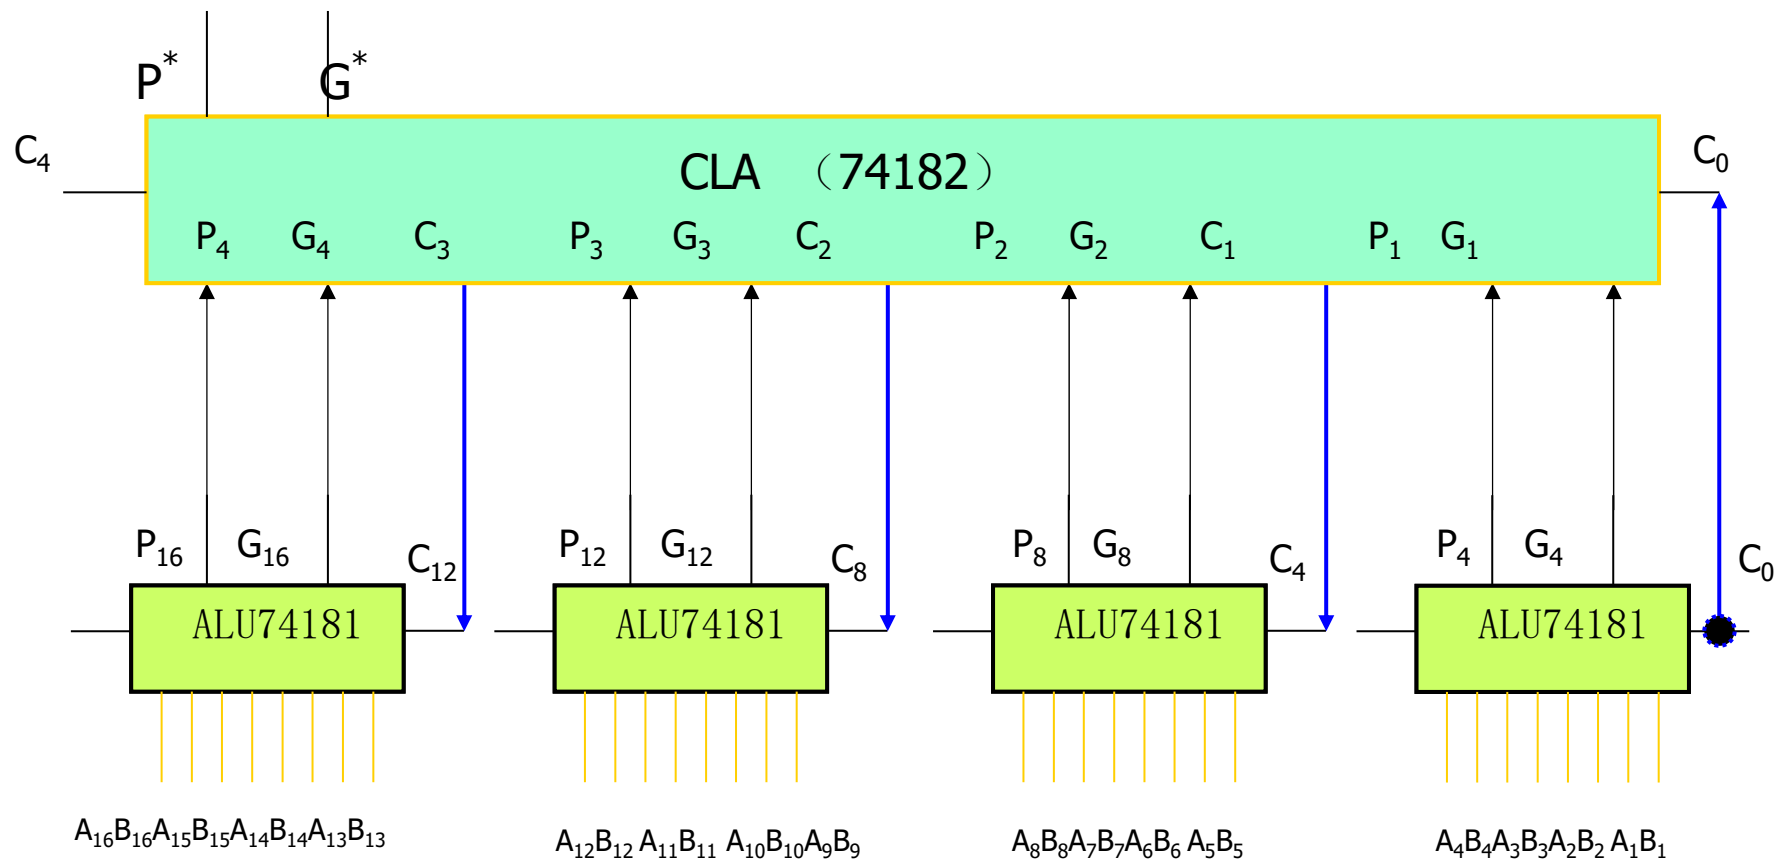 P* G*
C₄ CLA （74182） C₀
P₄ G₄ C₃ P₃ G₃ C₂ P₂ G₂ C₁ P₁ G₁
P₁₆ G₁₆ C₁₂ P₁₂ G₁₂ C₈ P₈ G₈ C₄ P₄ G₄ C₀
ALU74181 ALU74181 ALU74181 ALU74181
A₁₆B₁₆A₁₅B₁₅A₁₄B₁₄A₁₃B₁₃ A₁₂B₁₂ A₁₁B₁₁ A₁₀B₁₀A₉B₉ A₈B₈A₇B₇A₆B₆ A₅B₅ A₄B₄A₃B₃A₂B₂ A₁B₁